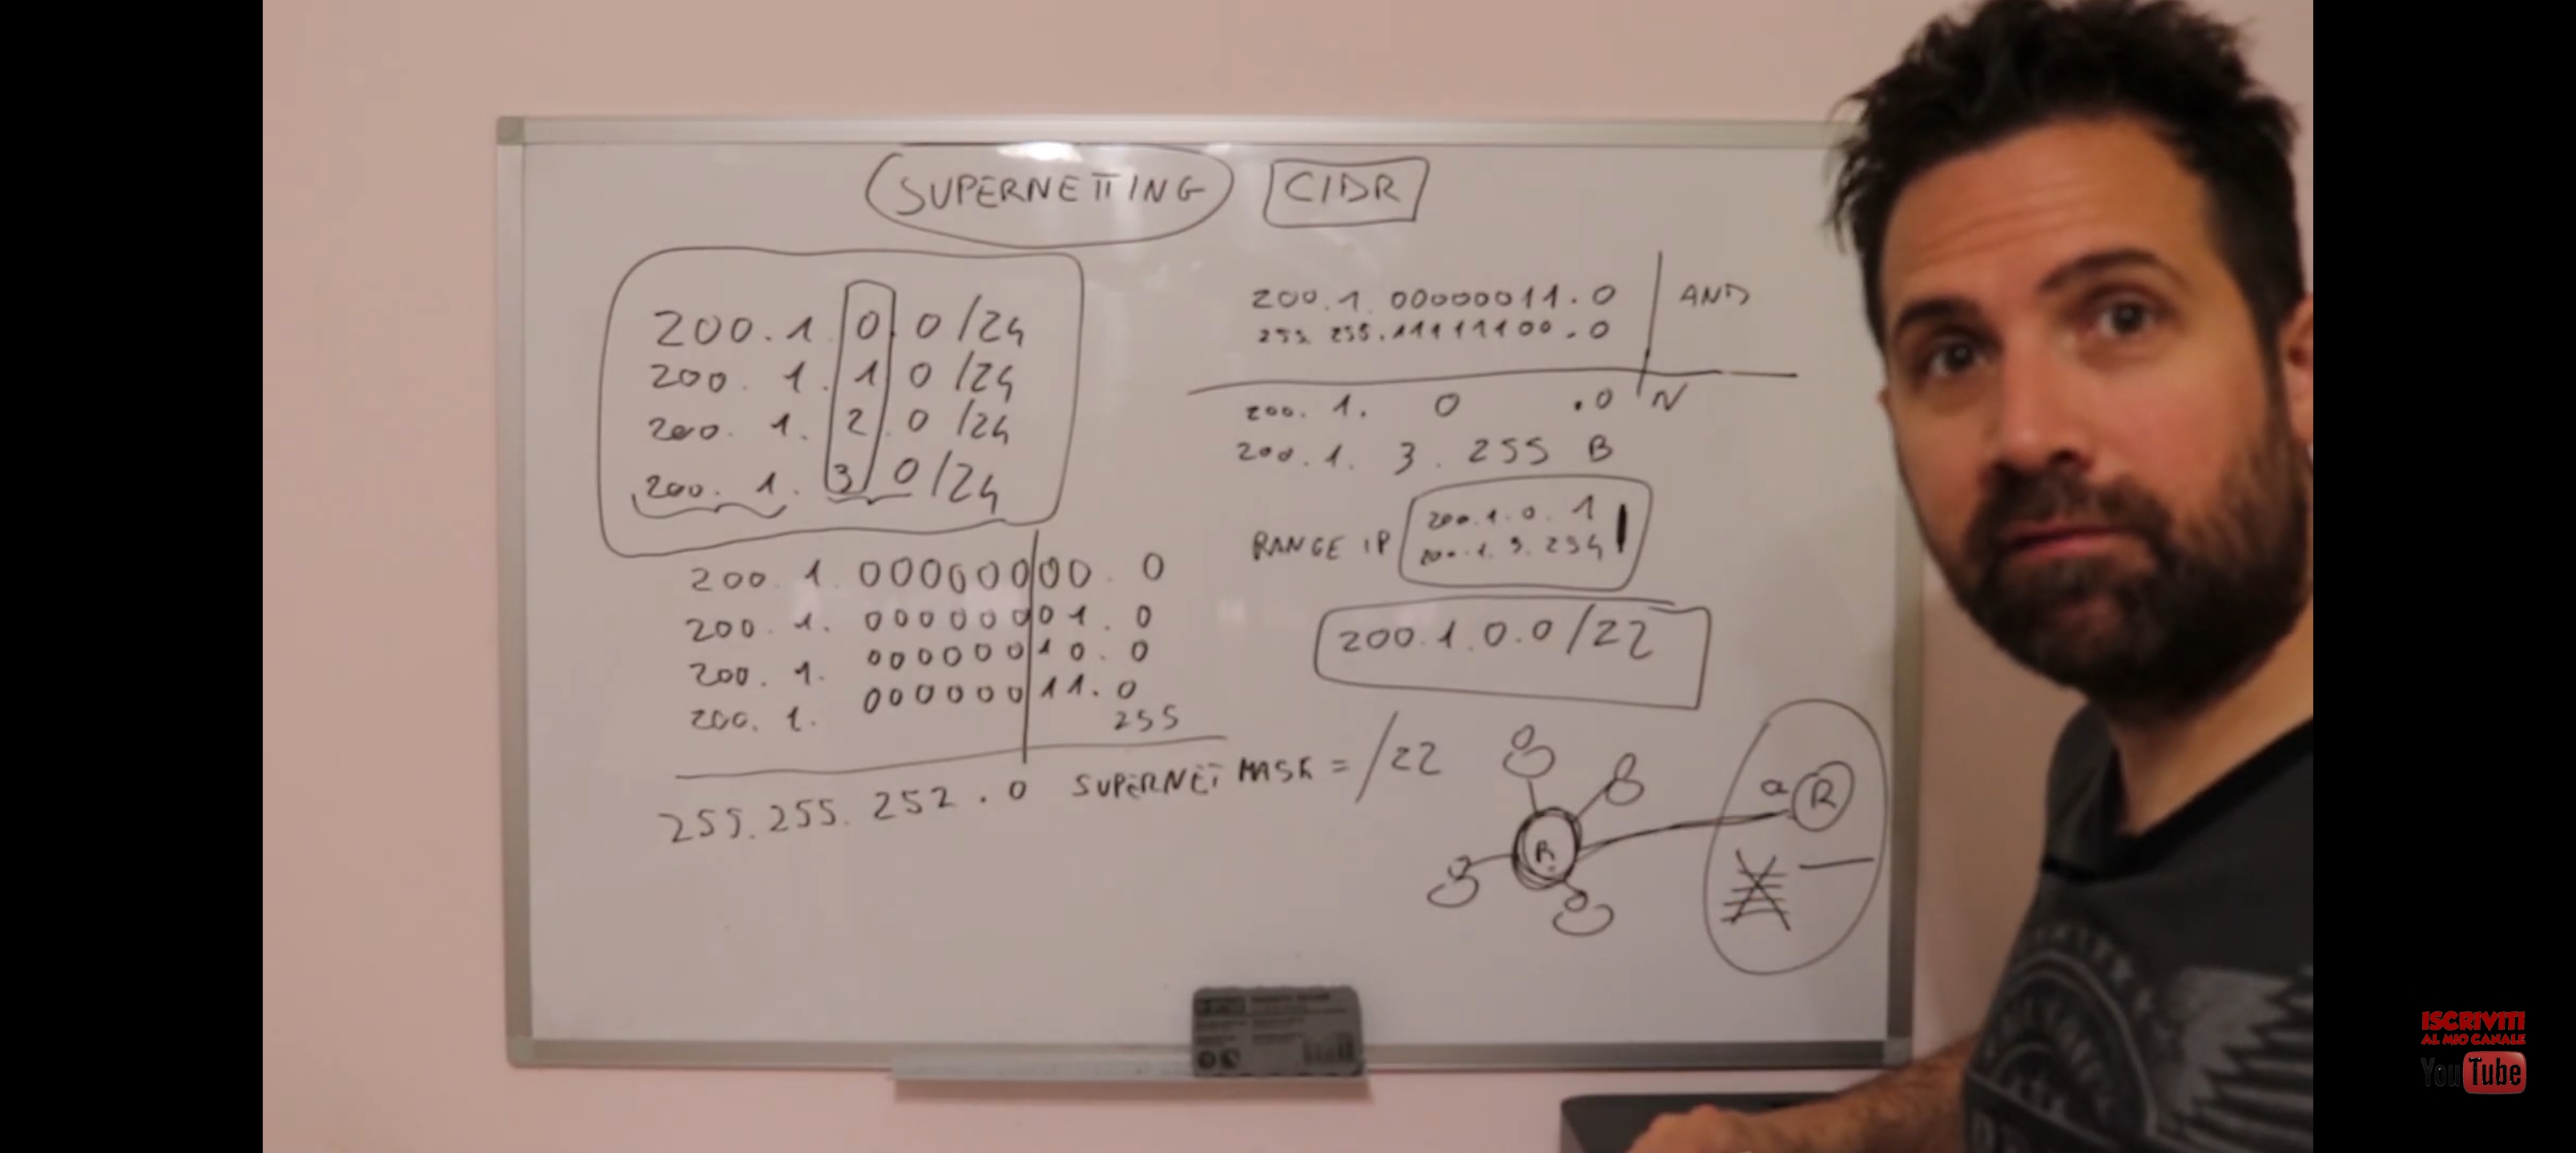 SUPERNETTING CIDR
200.1.0.0/24
200.1.1.0/24
200.1.2.0/24
200.1.3.0/24
200.1.00000000.0
200.1.00000001.0
200.1.00000010.0
200.1.00000011.0
255
255.255.252.0 SUPERNET MASK = /22
200.1.00000011.0 AND
255.255.11111100.0
200.1.0.0 N
200.1.3.255 B
RANGE IP
200.1.0.1
200.1.3.254
200.1.0.0/22
R
a R
ISCRIVITI
AL MIO CANALE
YouTube